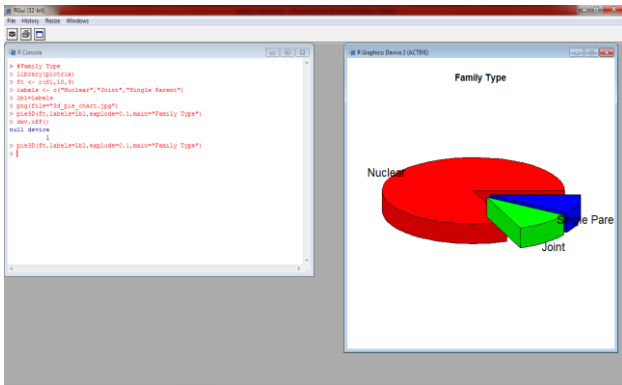 RGui (32-bit)
File History Resize Windows
R Console
> #Family Type
> library(plotrix)
> ft <- c(81,10,9)
> labels <- c("Nuclear","Joint","Single Parent")
> lbl=labels
> png(file="3d_pie_chart.jpg")
> pie3D(ft,labels=lbl,explode=0.1,main="Family Type")
> dev.off()
null device
1
> pie3D(ft,labels=lbl,explode=0.1,main="Family Type")
>
R Graphics: Device 2 (ACTIVE)
Family Type
Nuclear
Single Pare
Joint